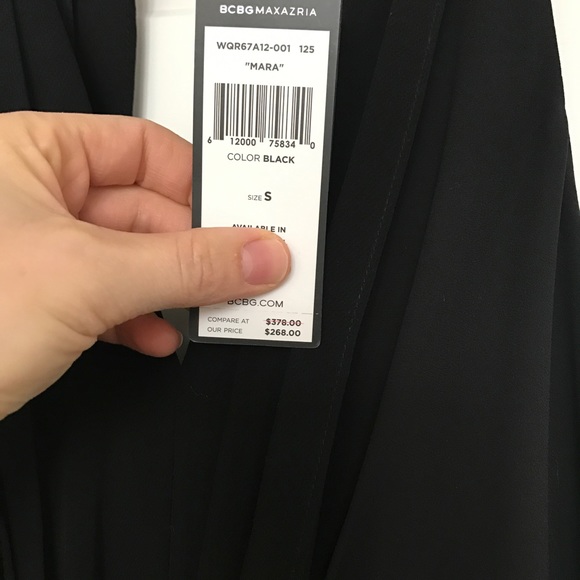 BCBGMAXAZRIA
WQR67A12-001 125
"MARA"
6 12000 75834 0
COLOR BLACK
SIZE S
AVAILABLE IN
BCBG.COM
COMPARE AT $378.00
OUR PRICE $268.00